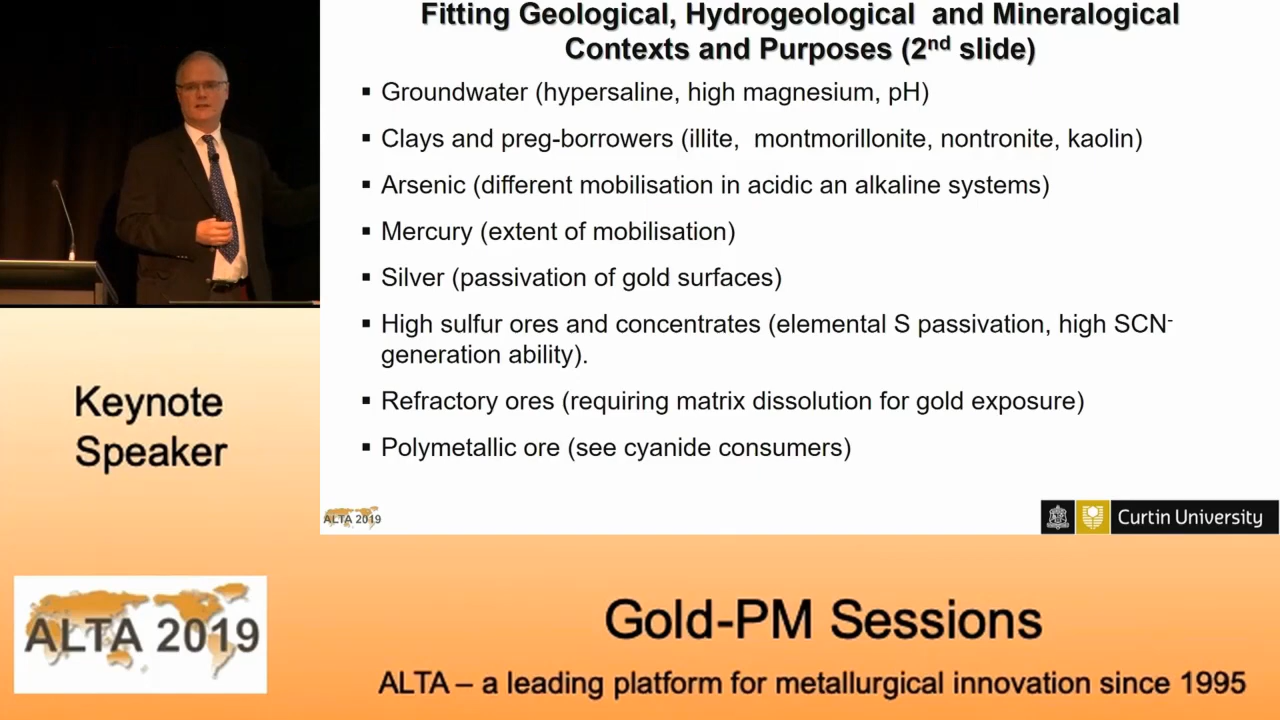 Fitting Geological, Hydrogeological and Mineralogical
Contexts and Purposes (2nd slide)
▪ Groundwater (hypersaline, high magnesium, pH)
▪ Clays and preg-borrowers (illite, montmorillonite, nontronite, kaolin)
▪ Arsenic (different mobilisation in acidic an alkaline systems)
▪ Mercury (extent of mobilisation)
▪ Silver (passivation of gold surfaces)
▪ High sulfur ores and concentrates (elemental S passivation, high SCN-
generation ability).
▪ Refractory ores (requiring matrix dissolution for gold exposure)
▪ Polymetallic ore (see cyanide consumers)
ALTA 2019
Curtin University
Keynote
Speaker
ALTA 2019
Gold-PM Sessions
ALTA – a leading platform for metallurgical innovation since 1995